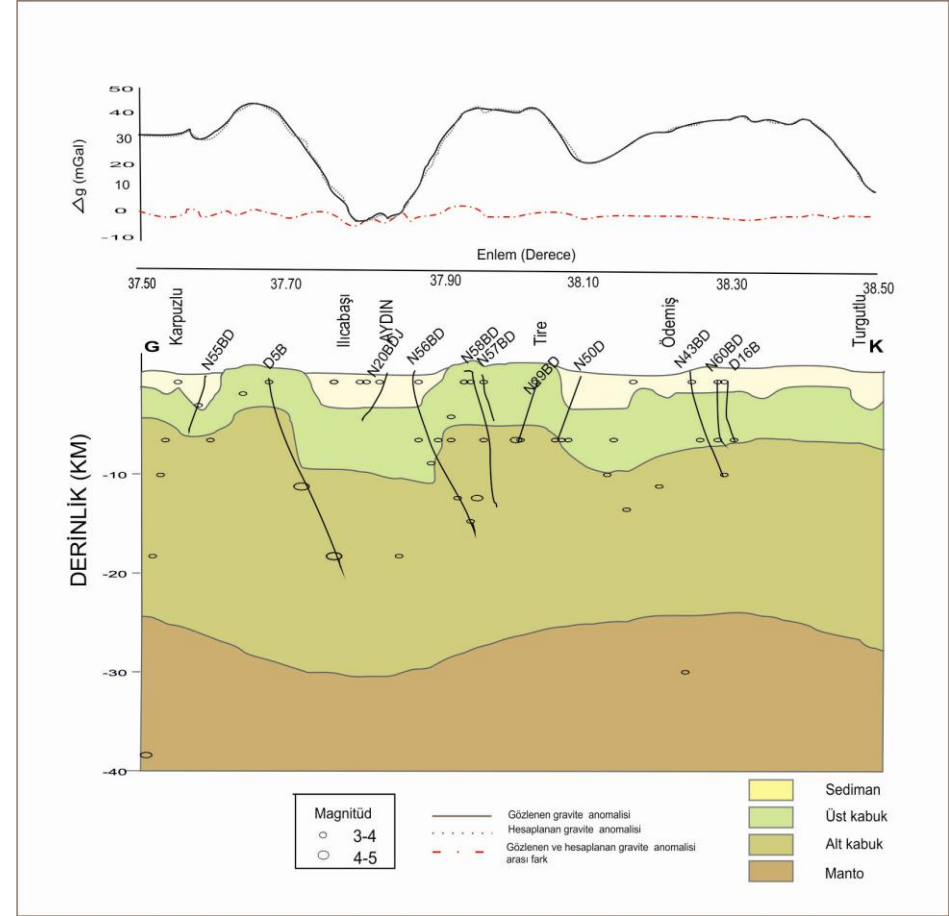 50
40
30
20
10
0
-10
Δg (mGal)
Enlem (Derece)
37.50
37.70
37.90
38.10
38.30
38.50
Karpuzlu
Ilıcabaşı
AYDIN
Tire
Ödemiş
Turgutlu
G
K
N55BD
D5B
N20BDJ
N56BD
N58BD
N57BD
N29BD
N50D
N43BD
N60BD
D16B
DERİNLİK (KM)
-10
-20
-30
-40
Magnitüd
3-4
4-5
Gözlenen gravite anomalisi
Hesaplanan gravite anomalisi
Gözlenen ve hesaplanan gravite anomalisi
arası fark
Sediman
Üst kabuk
Alt kabuk
Manto